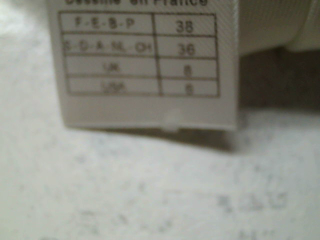 Dessiné en France
F-E-B-P 38
S-D-A-NL-CH 36
UK 8
USA 6